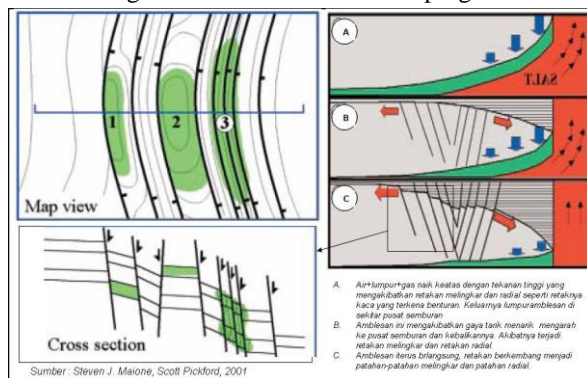 1
2
3
Map view
Cross section
Sumber : Steven J. Maione, Scott Pickford, 2001
A
SALT
B
C
A. Air+lumpur+gas naik keatas dengan tekanan tinggi yang
mengakibatkan retakan melingkar dan radial seperti retaknya
kaca yang terkena benturan. Keluarnya lumpuramblesan di
sekitar pusat semburan
B. Amblesan ini mengakibatkan gaya tarik menarik mengarah
ke pusat semburan dan kebalikannya. Akibatnya terjadi
retakan melingkar dan retakan radial.
C. Amblesan iterus brlangsung, retakan berkembang menjadi
patahan-patahan melingkar dan patahan radial.